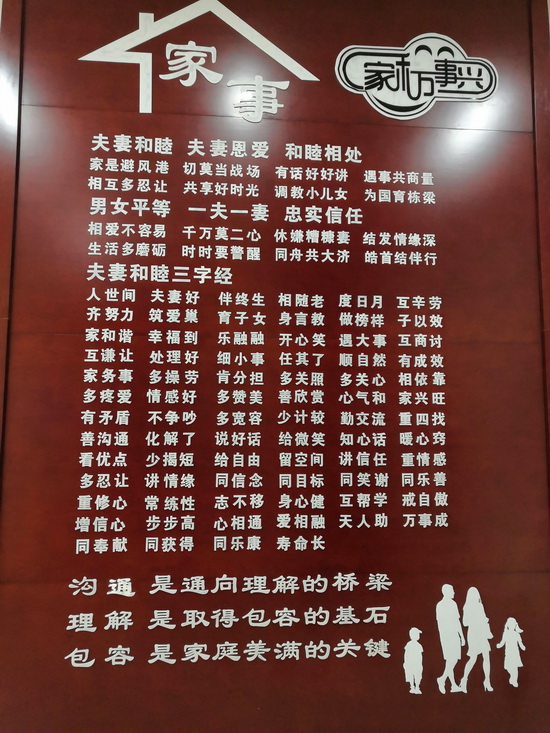 家事
家和万事兴
夫妻和睦 夫妻恩爱 和睦相处
家是避风港 切莫当战场 有话好好讲 遇事共商量
相互多忍让 共享好时光 调教小儿女 为国育栋梁
男女平等 一夫一妻 忠实信任
相爱不容易 千万莫二心 休嫌糟糠妻 结发情缘深
生活多磨砺 时时要警醒 同舟共大济 皓首结伴行
夫妻和睦三字经
人世间 夫妻好 伴终生 相随老 度日月 互辛劳
齐努力 筑爱巢 育子女 身言教 做榜样 子以效
家和谐 幸福到 乐融融 开心笑 遇大事 互商讨
互谦让 处理好 细小事 任其了 顺自然 有成效
家务事 多操劳 肯分担 多关照 多关心 相依靠
多疼爱 情感好 多赞美 善欣赏 心气和 家兴旺
有矛盾 不争吵 多宽容 少计较 勤交流 重四找
善沟通 化解了 说好话 给微笑 知心话 暖心窍
看优点 少揭短 给自由 留空间 讲信任 重情感
多忍让 讲情缘 同信念 同目标 同笑谢 同乐善
重修心 常练性 志不移 身心健 互帮学 戒自傲
增信心 步步高 心相通 爱相融 天人助 万事成
同奉献 同获得 同乐康 寿命长
沟通 是通向理解的桥梁
理解 是取得包容的基石
包容 是家庭美满的关键